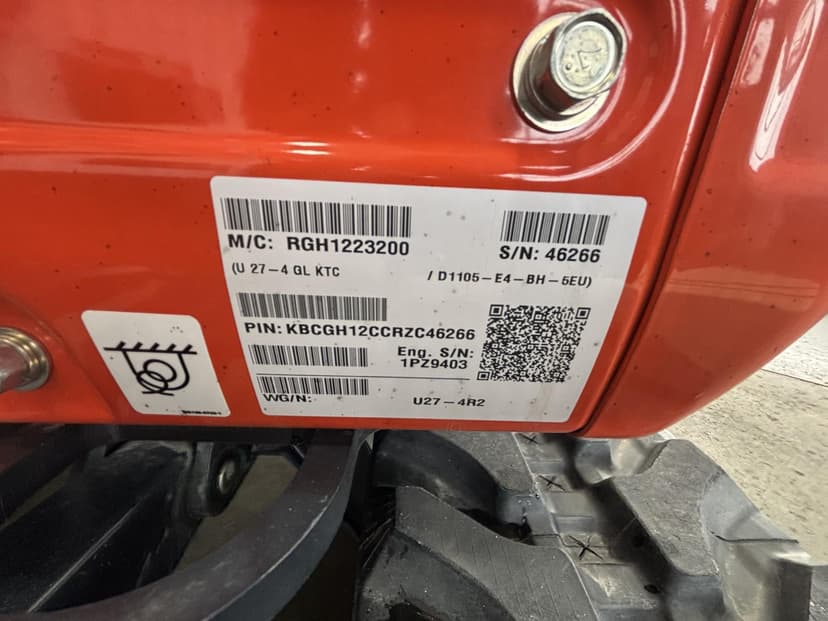 M/C: RGH1223200
S/N: 46266
(U 27-4 GL KTC / D1105-E4-BH-5EU)
PIN: KBCGH12CCRZC46266
Eng. S/N:
1PZ9403
WG/N: U27-4R2